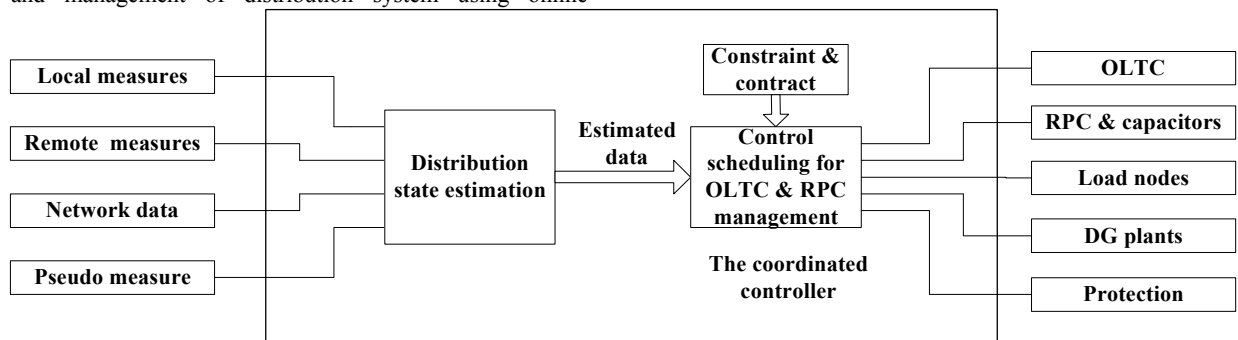 and management of distribution system using online
Local measures
Remote measures
Network data
Pseudo measure
Distribution
state estimation
Estimated
data
Constraint &
contract
Control
scheduling for
OLTC & RPC
management
The coordinated
controller
OLTC
RPC & capacitors
Load nodes
DG plants
Protection